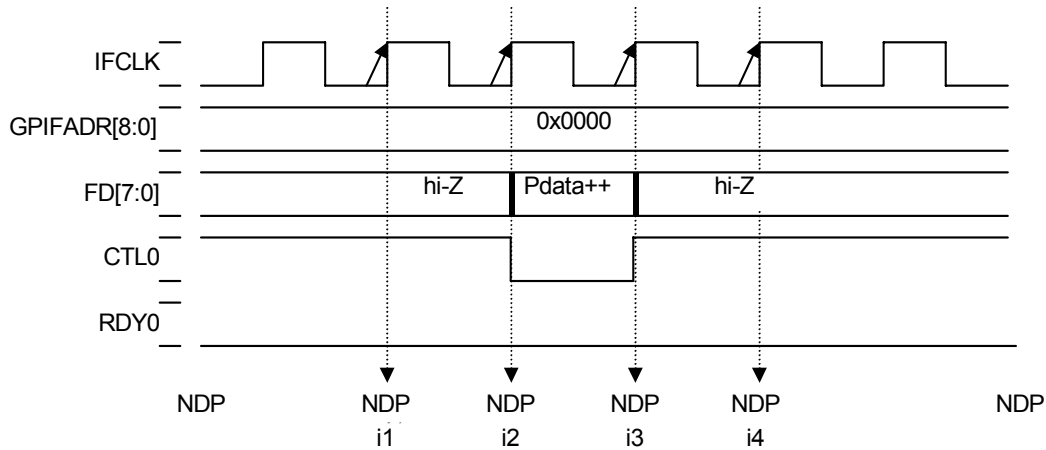 IFCLK
GPIFADR[8:0]
0x0000
FD[7:0]
hi-Z
Pdata++
hi-Z
CTL0
RDY0
NDP NDP NDP NDP NDP NDP
i1 i2 i3 i4